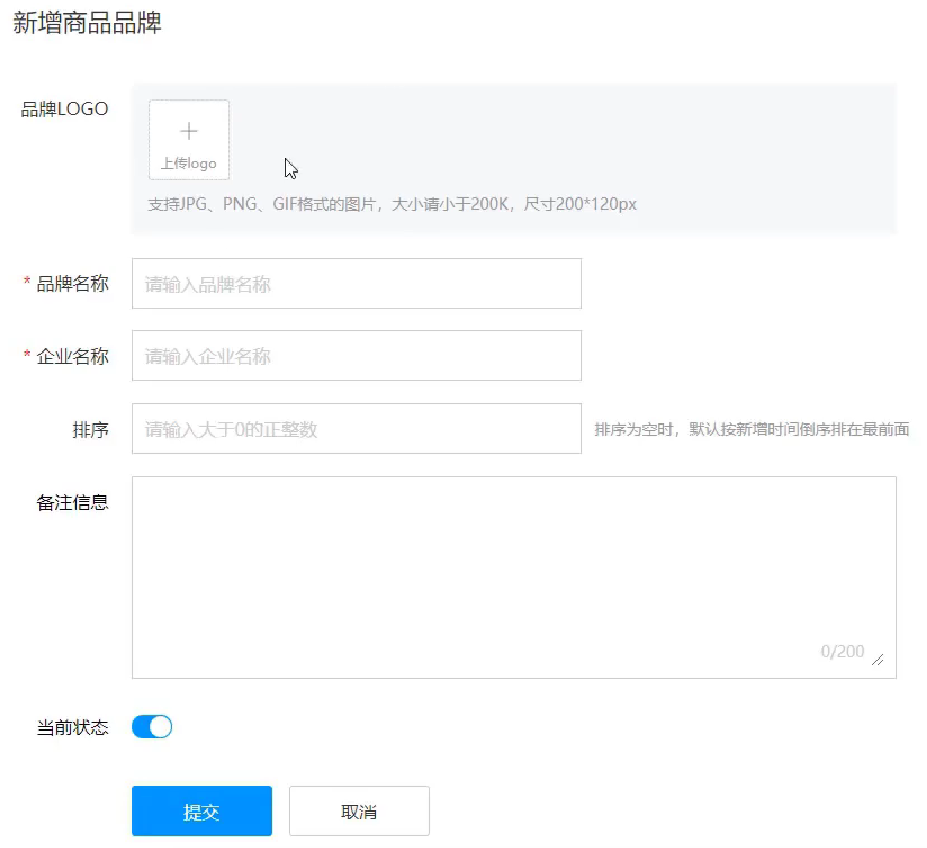 新增商品品牌
品牌LOGO
上传logo
支持JPG、PNG、GIF格式的图片，大小请小于200K，尺寸200*120px
* 品牌名称
请输入品牌名称
* 企业名称
请输入企业名称
排序
请输入大于0的正整数
排序为空时，默认按新增时间倒序排在最前面
备注信息
0/200
当前状态
提交
取消